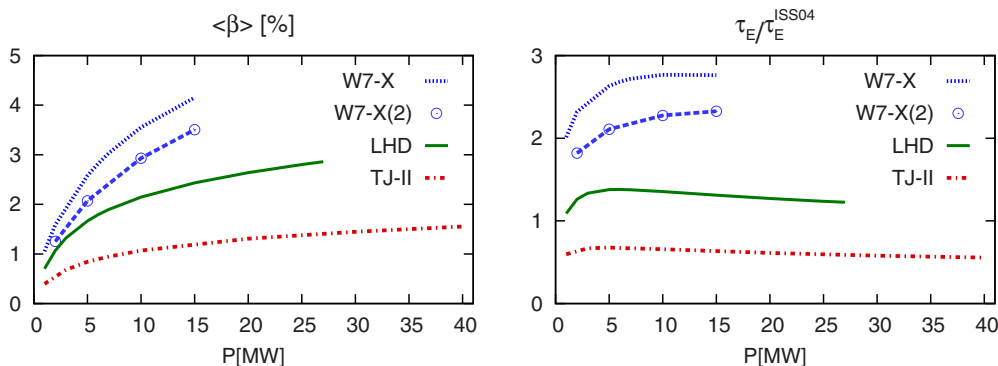 <β> [%]
5
4
3
2
1
0
0 5 10 15 20 25 30 35 40
P[MW]
W7-X
W7-X(2)
LHD
TJ-II
τE/τE^ISS04
3
2
1
0
0 5 10 15 20 25 30 35 40
P[MW]
W7-X
W7-X(2)
LHD
TJ-II